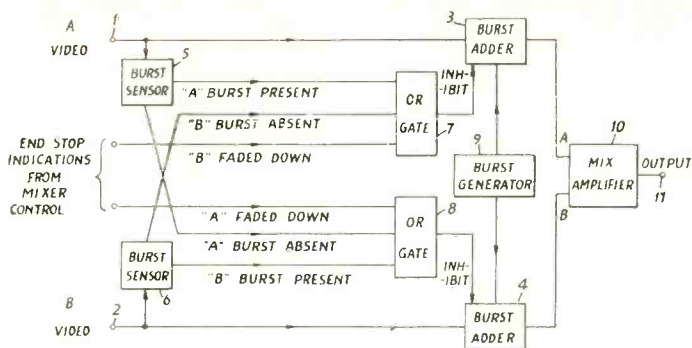 A
VIDEO
1
3
BURST
ADDER
5
BURST
SENSOR
"A" BURST PRESENT
"B" BURST ABSENT
"B" FADED DOWN
OR
GATE
7
INH-
-IBIT
END STOP
INDICATIONS
FROM
MIXER
CONTROL
9
BURST
GENERATOR
A
B
10
MIX
AMPLIFIER
OUTPUT
11
"A" FADED DOWN
"A" BURST ABSENT
"B" BURST PRESENT
OR
GATE
8
INH-
-IBIT
BURST
SENSOR
6
B
VIDEO
2
4
BURST
ADDER